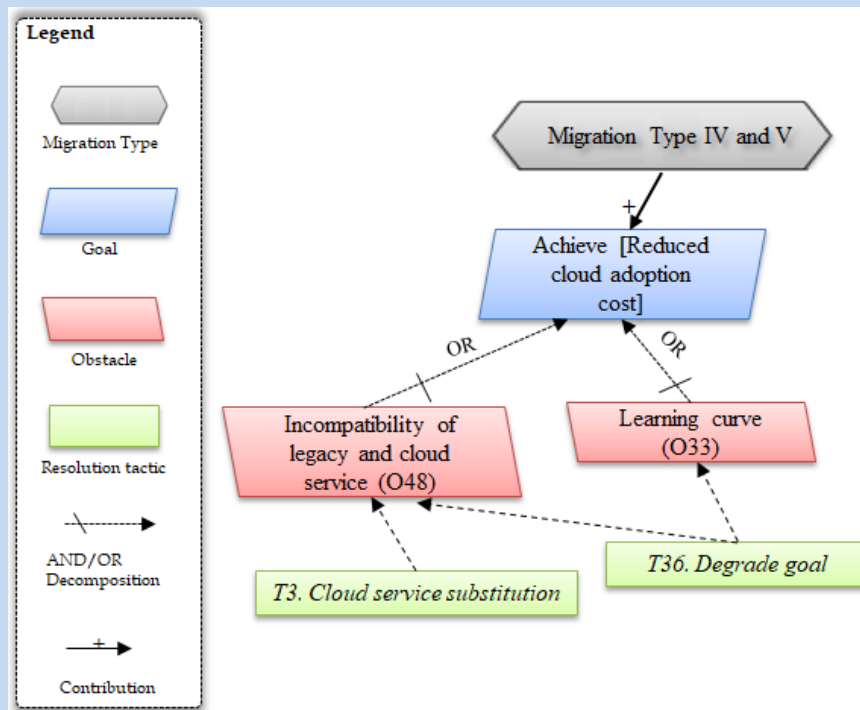 Legend
Migration Type
Goal
Obstacle
Resolution tactic
AND/OR
Decomposition
+
Contribution
Migration Type IV and V
+
Achieve [Reduced
cloud adoption
cost]
OR
OR
Incompatibility of
legacy and cloud
service (O48)
Learning curve
(O33)
T36. Degrade goal
T3. Cloud service substitution